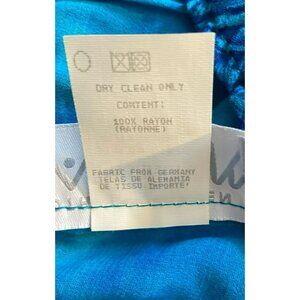 DRY CLEAN ONLY
CONTENT:
100% RAYON
(RAYONNE)
FABRIC FROM GERMANY
TELAS DE ALEMANIA
DE TISSU IMPORTE'